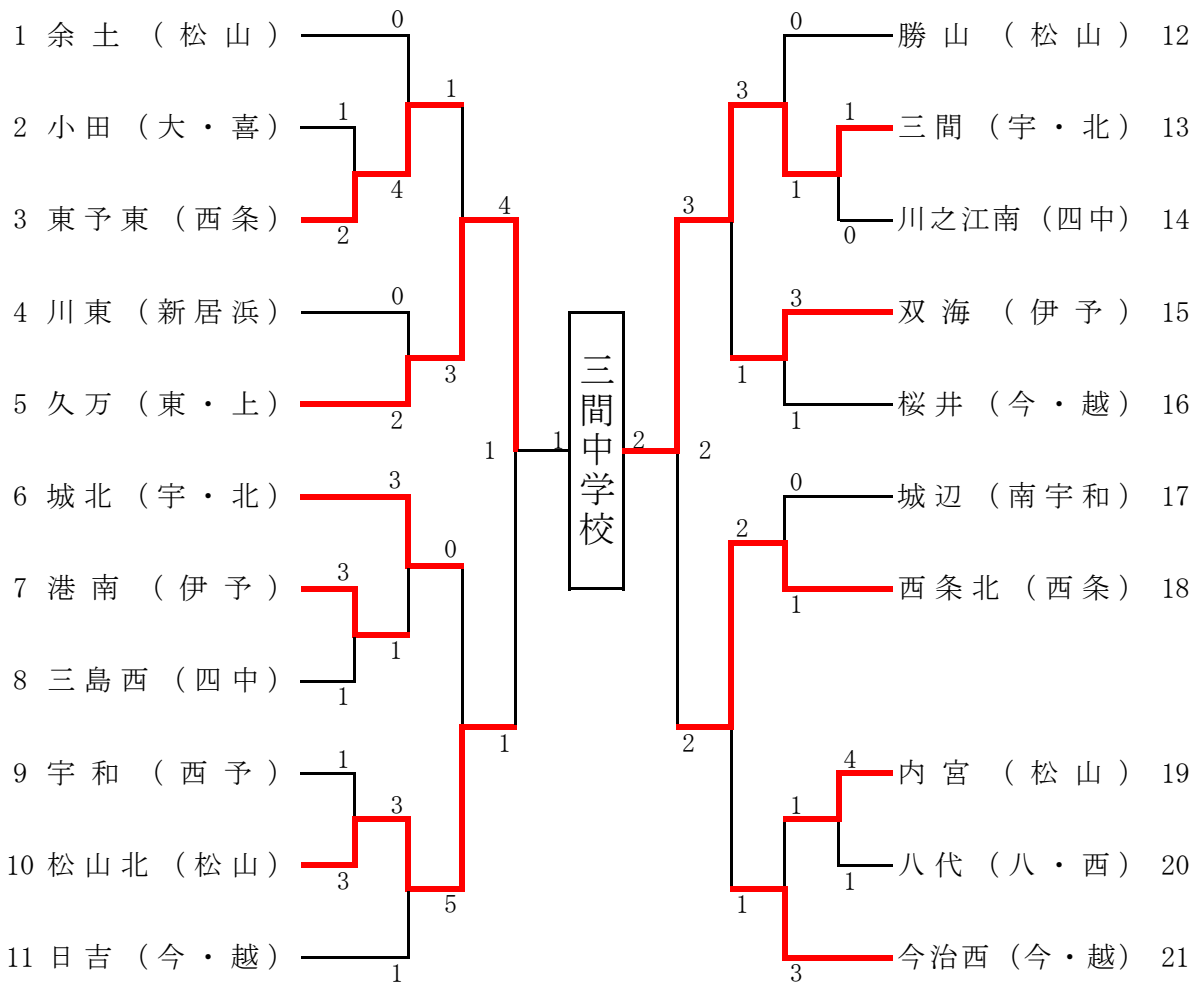 0
1 余土 (松山)
1
1
2 小田 (大・喜)
4
3 東予東 (西条)
2
4
0
4 川東 (新居浜)
3
5 久万 (東・上)
2
1
1
3
6 城北 (宇・北)
0
3
7 港南 (伊予)
1
8 三島西 (四中)
1
1
1
9 宇和 (西予)
3
10 松山北 (松山)
3
5
11 日吉 (今・越)
1
三間中学校
0
勝山 (松山) 12
3
1
三間 (宇・北) 13
1
3
川之江南 (四中) 14
0
3
双海 (伊予) 15
1
桜井 (今・越) 16
1
2
2
0
城辺 (南宇和) 17
2
西条北 (西条) 18
1
2
4
内宮 (松山) 19
1
八代 (八・西) 20
1
1
今治西 (今・越) 21
3